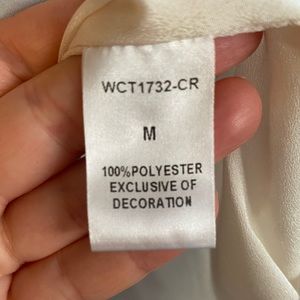 WCT1732-CR
M
100%POLYESTER
EXCLUSIVE OF
DECORATION